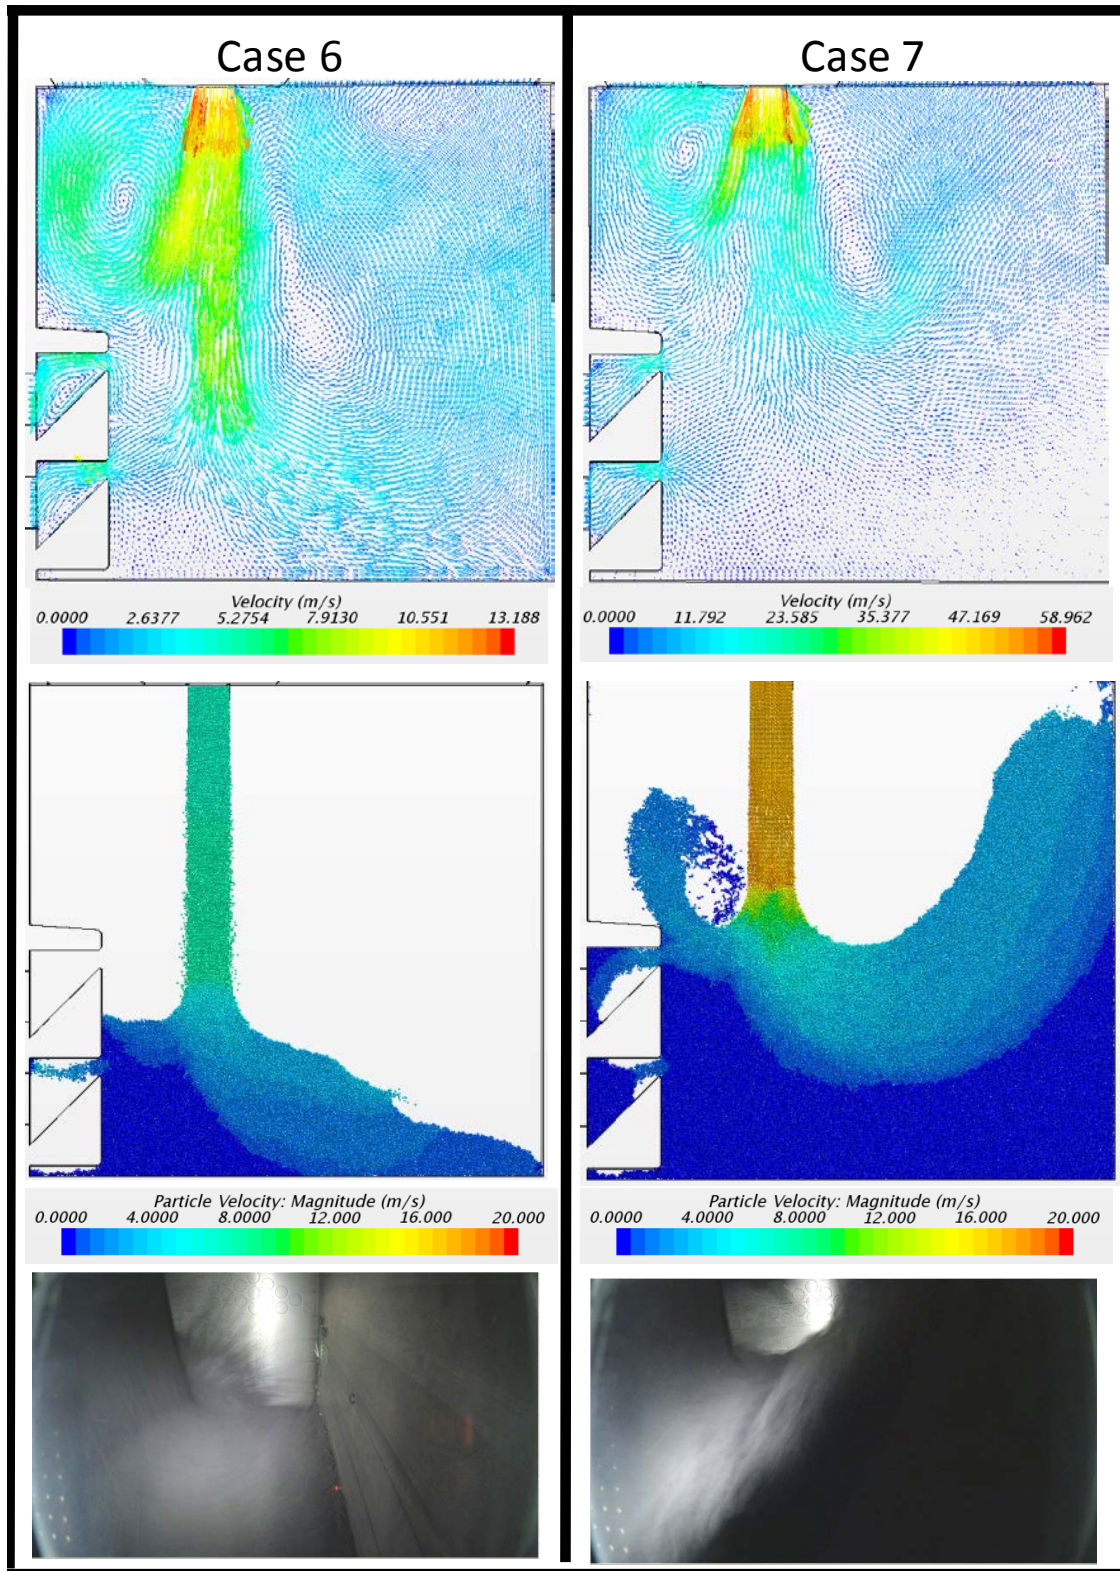 Case 6
Case 7
Velocity (m/s)
0.0000 2.6377 5.2754 7.9130 10.551 13.188
Velocity (m/s)
0.0000 11.792 23.585 35.377 47.169 58.962
Particle Velocity: Magnitude (m/s)
0.0000 4.0000 8.0000 12.000 16.000 20.000
Particle Velocity: Magnitude (m/s)
0.0000 4.0000 8.0000 12.000 16.000 20.000